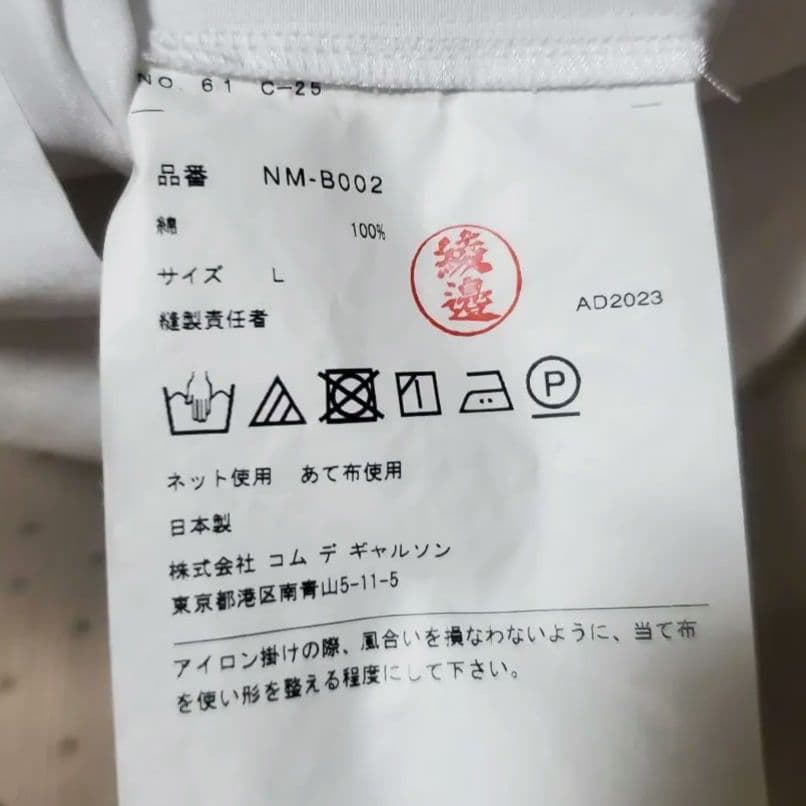 NO. 61 C-25
品番 NM-B002
綿 100%
サイズ L
縫製責任者
綾邊
AD2023
P
ネット使用 あて布使用
日本製
株式会社 コム デ ギャルソン
東京都港区南青山5-11-5
アイロン掛けの際、風合いを損なわないように、当て布
を使い形を整える程度にして下さい。